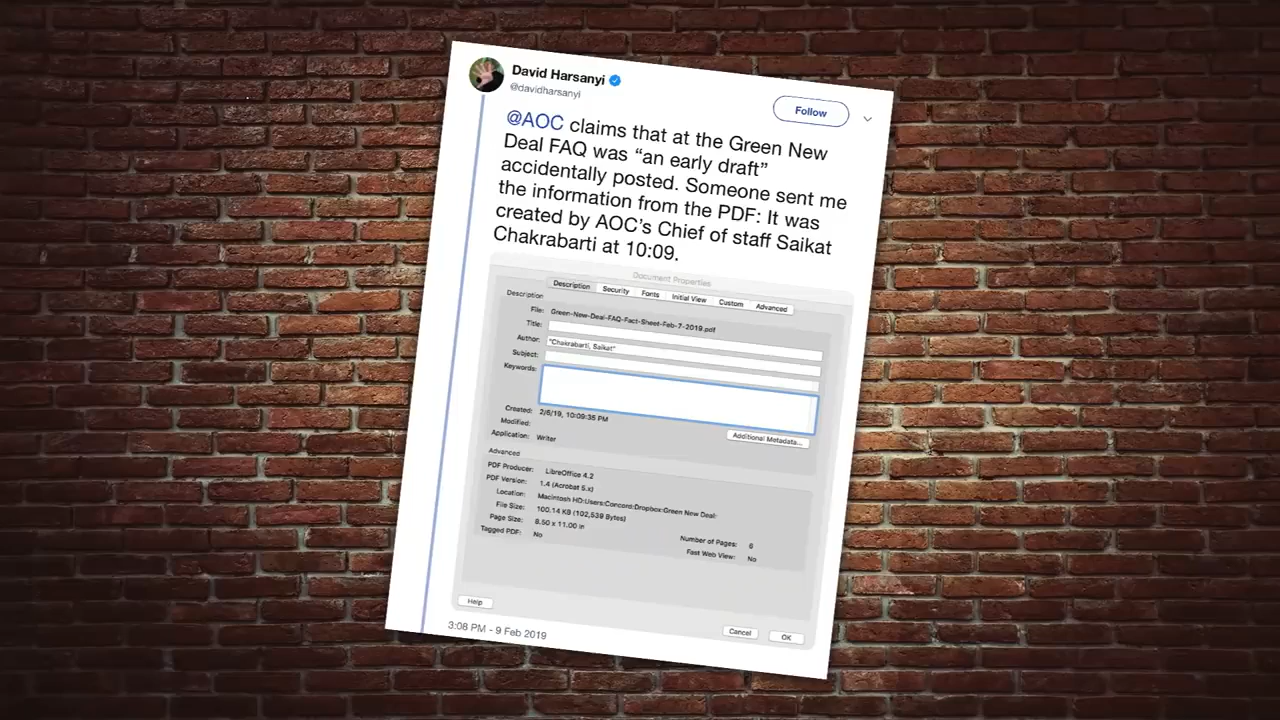 David Harsanyi
@davidharsanyi
Follow
@AOC claims that at the Green New
Deal FAQ was “an early draft”
accidentally posted. Someone sent me
the information from the PDF: It was
created by AOC’s Chief of staff Saikat
Chakrabarti at 10:09.
Document Properties
Description Security Fonts Initial View Custom Advanced
Description
File: Green-New-Deal-FAQ-Fact-Sheet-Feb-7-2019.pdf
Title:
Author: "Chakrabarti, Saikat"
Subject:
Keywords:
Created: 2/6/19, 10:09:35 PM
Modified:
Additional Metadata...
Application: Writer
Advanced
PDF Producer: LibreOffice 4.2
PDF Version: 1.4 (Acrobat 5.x)
Location: Macintosh HD:Users:Concord:Dropbox:Green New Deal:
File Size: 100.14 KB (102,539 Bytes)
Page Size: 8.50 x 11.00 in
Number of Pages: 6
Tagged PDF: No
Fast Web View: No
Help
Cancel OK
3:08 PM - 9 Feb 2019